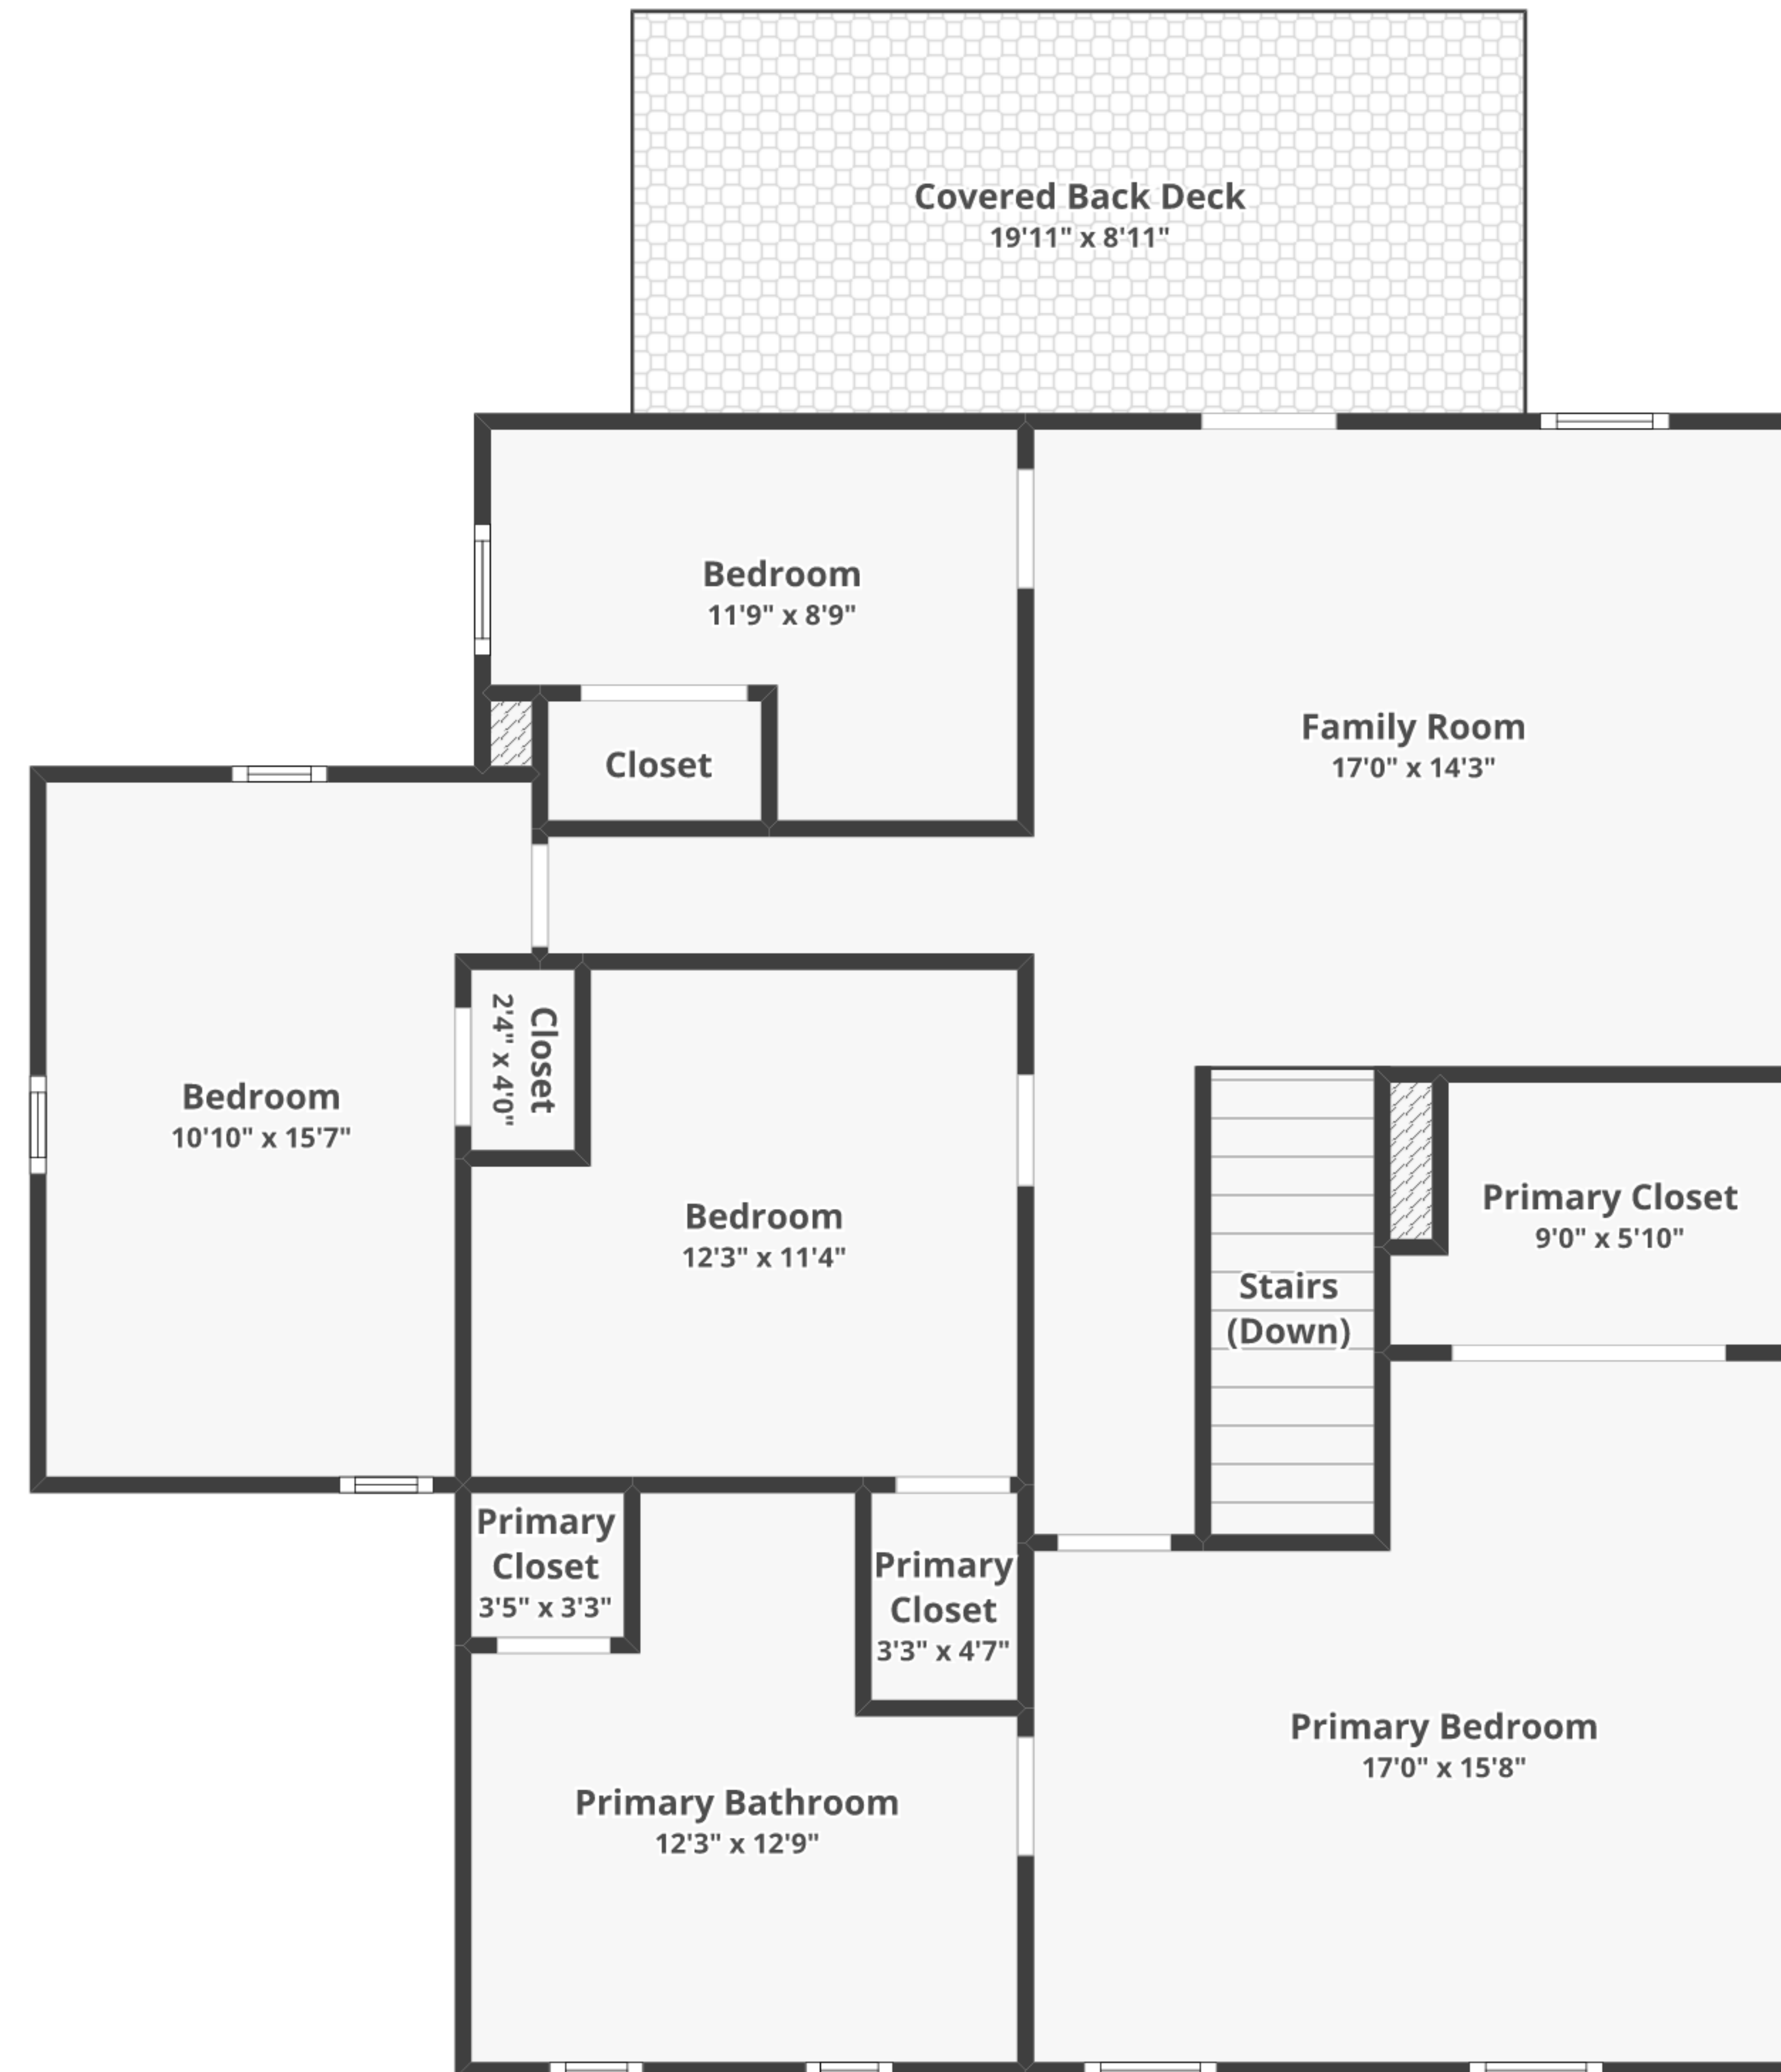 Covered Back Deck
19'11" x 8'11"
Bedroom
11'9" x 8'9"
Closet
Family Room
17'0" x 14'3"
Closet
2'4" x 4'0"
Bedroom
10'10" x 15'7"
Bedroom
12'3" x 11'4"
Primary Closet
9'0" x 5'10"
Stairs
(Down)
Primary
Closet
3'5" x 3'3"
Primary
Closet
3'3" x 4'7"
Primary Bedroom
17'0" x 15'8"
Primary Bathroom
12'3" x 12'9"